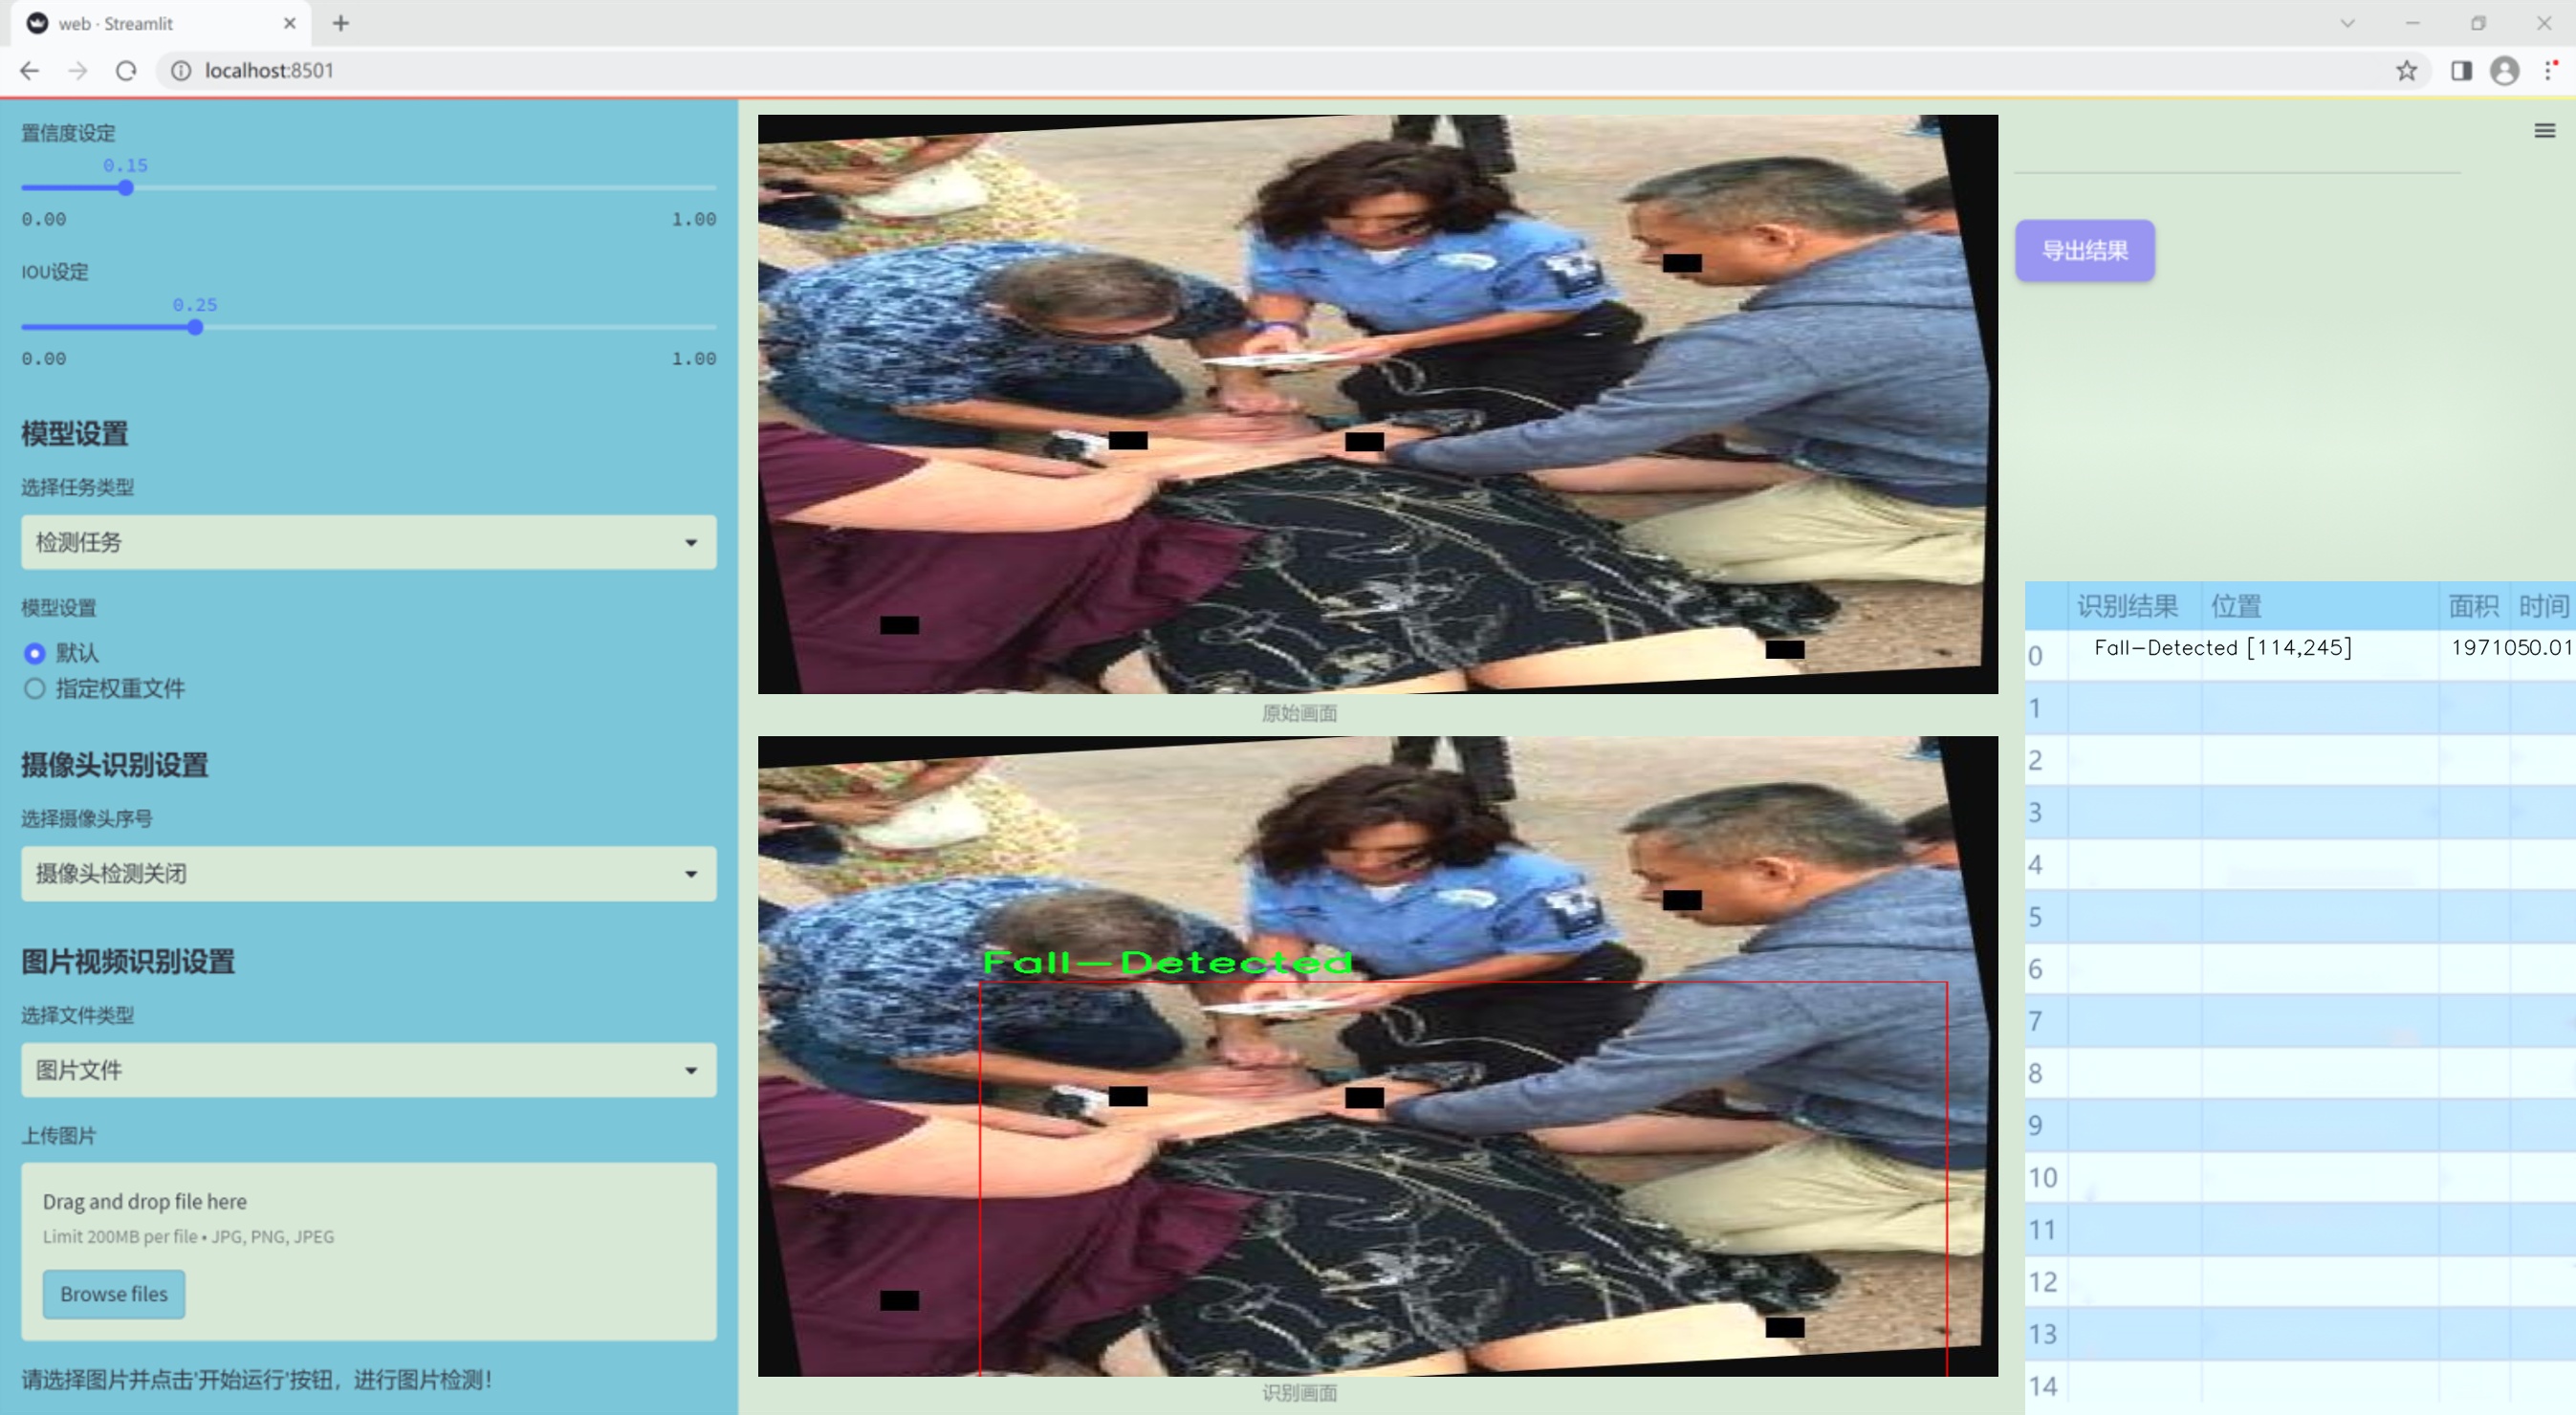 web · Streamlit
localhost:8501
置信度设定
0.15
0.00 1.00
IOU设定
0.25
0.00 1.00
模型设置
选择任务类型
检测任务
模型设置
默认
指定权重文件
摄像头识别设置
选择摄像头序号
摄像头检测关闭
图片视频识别设置
选择文件类型
图片文件
上传图片
Drag and drop file here
Limit 200MB per file • JPG, PNG, JPEG
Browse files
请选择图片并点击'开始运行'按钮，进行图片检测！
原始画面
Fall-Detected
识别画面
导出结果
识别结果 位置 面积 时间
0 Fall-Detected [114,245] 1971050.01
1
2
3
4
5
6
7
8
9
10
11
12
13
14